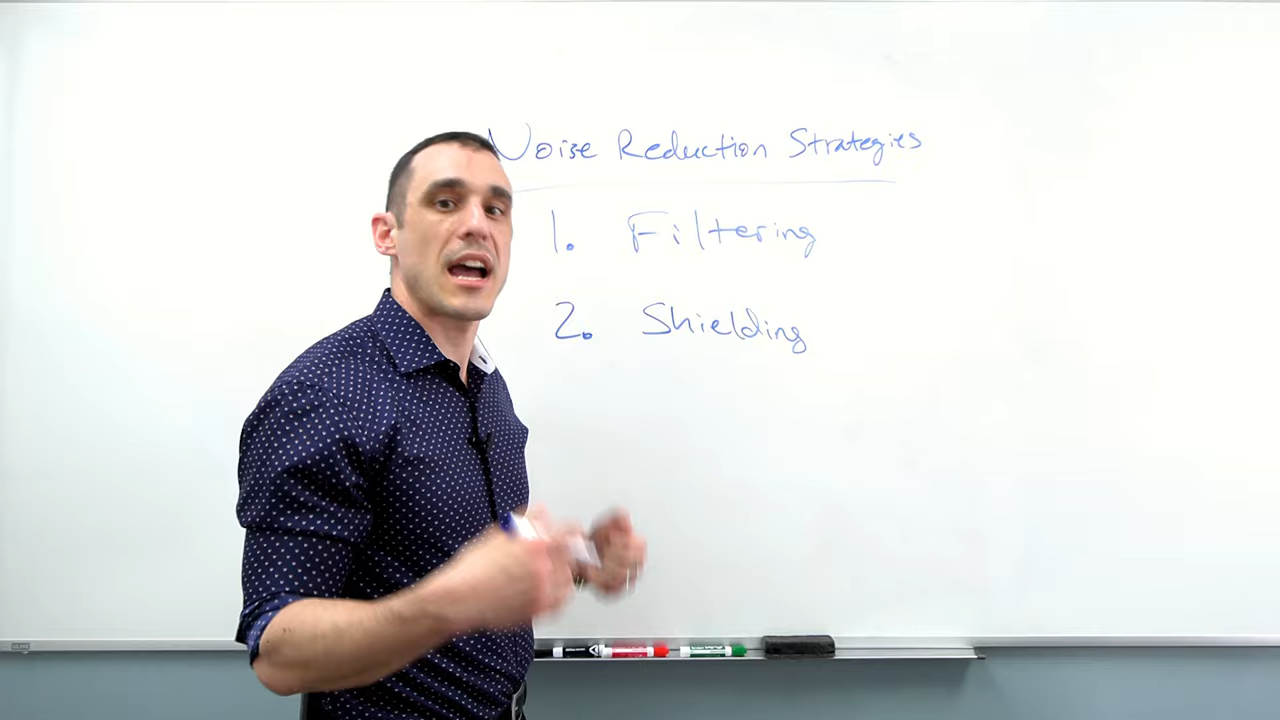 Noise Reduction Strategies
1. Filtering
2. Shielding